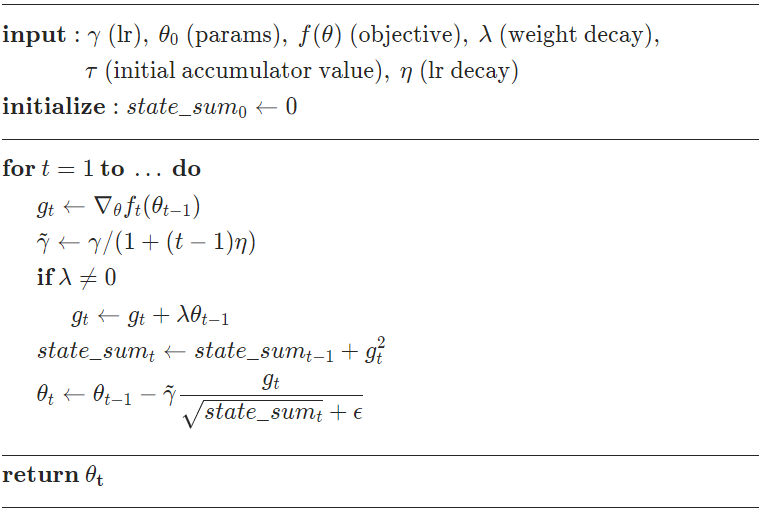 input : γ (lr), θ₀ (params), f(θ) (objective), λ (weight decay),
τ (initial accumulator value), η (lr decay)
initialize : state_sum₀ ← 0
for t = 1 to … do
gₜ ← ∇_θ fₜ(θₜ₋₁)
γ̃ ← γ/(1 + (t − 1)η)
if λ ≠ 0
gₜ ← gₜ + λθₜ₋₁
state_sumₜ ← state_sumₜ₋₁ + gₜ²
θₜ ← θₜ₋₁ − γ̃ gₜ / (√(state_sumₜ) + ϵ)
return θₜ